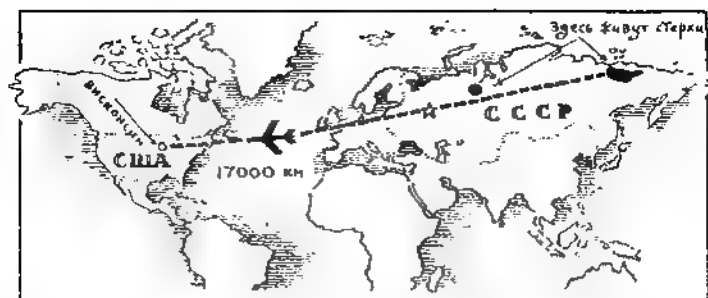 Здесь живут стерхи
ВИСКОНСИН
СССР
США
17000 км